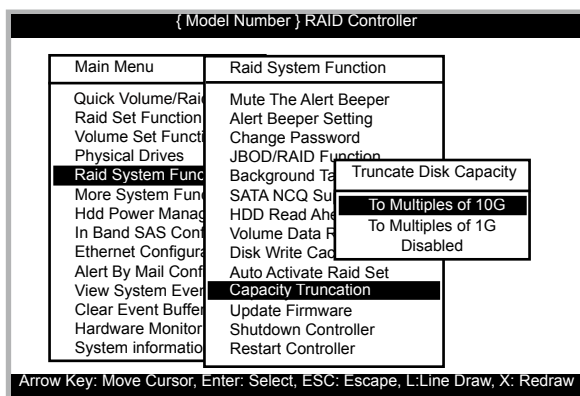 { Model Number } RAID Controller
Main Menu
Quick Volume/Rai
Raid Set Function
Volume Set Functi
Physical Drives
Raid System Func
More System Fun
Hdd Power Manag
In Band SAS Conf
Ethernet Configura
Alert By Mail Conf
View System Even
Clear Event Buffer
Hardware Monitor
System informatio
Raid System Function
Mute The Alert Beeper
Alert Beeper Setting
Change Password
JBOD/RAID Function
Background Ta
SATA NCQ Su
HDD Read Ahe
Volume Data R
Disk Write Cac
Auto Activate Raid Set
Capacity Truncation
Update Firmware
Shutdown Controller
Restart Controller
Truncate Disk Capacity
To Multiples of 10G
To Multiples of 1G
Disabled
Arrow Key: Move Cursor, Enter: Select, ESC: Escape, L:Line Draw, X: Redraw